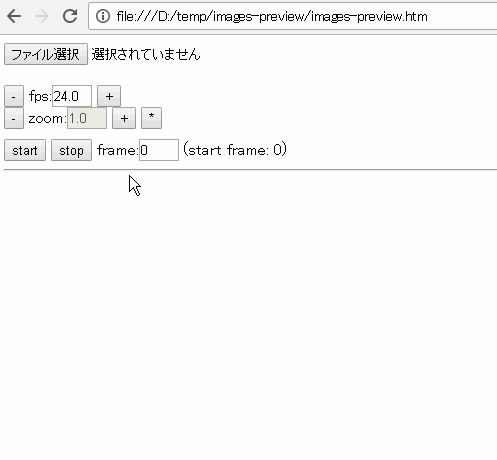 file:///D:/temp/images-preview/images-preview.htm
ファイル選択 選択されていません
- fps:24.0 +
- zoom:1.0 + *
start stop frame:0 (start frame: 0)